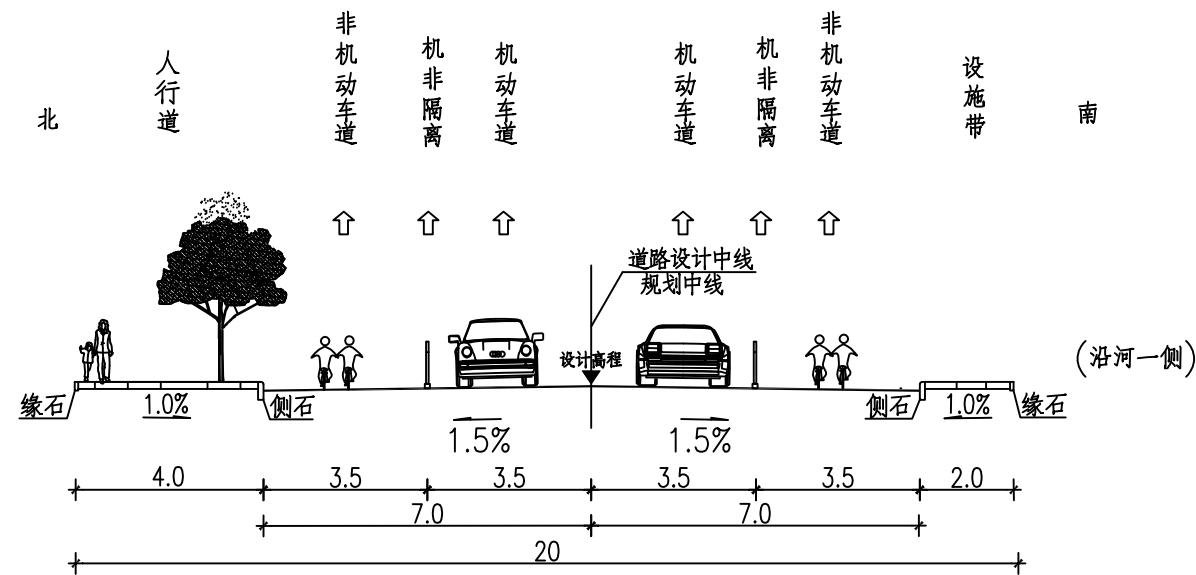 北
人行道
非机动车道
机非隔离
机动车道
机动车道
机非隔离
非机动车道
设施带
南
道路设计中线
规划中线
设计高程
(沿河一侧)
缘石
1.0%
侧石
侧石
1.0%
缘石
1.5%
1.5%
4.0
3.5
3.5
3.5
3.5
2.0
7.0
7.0
20